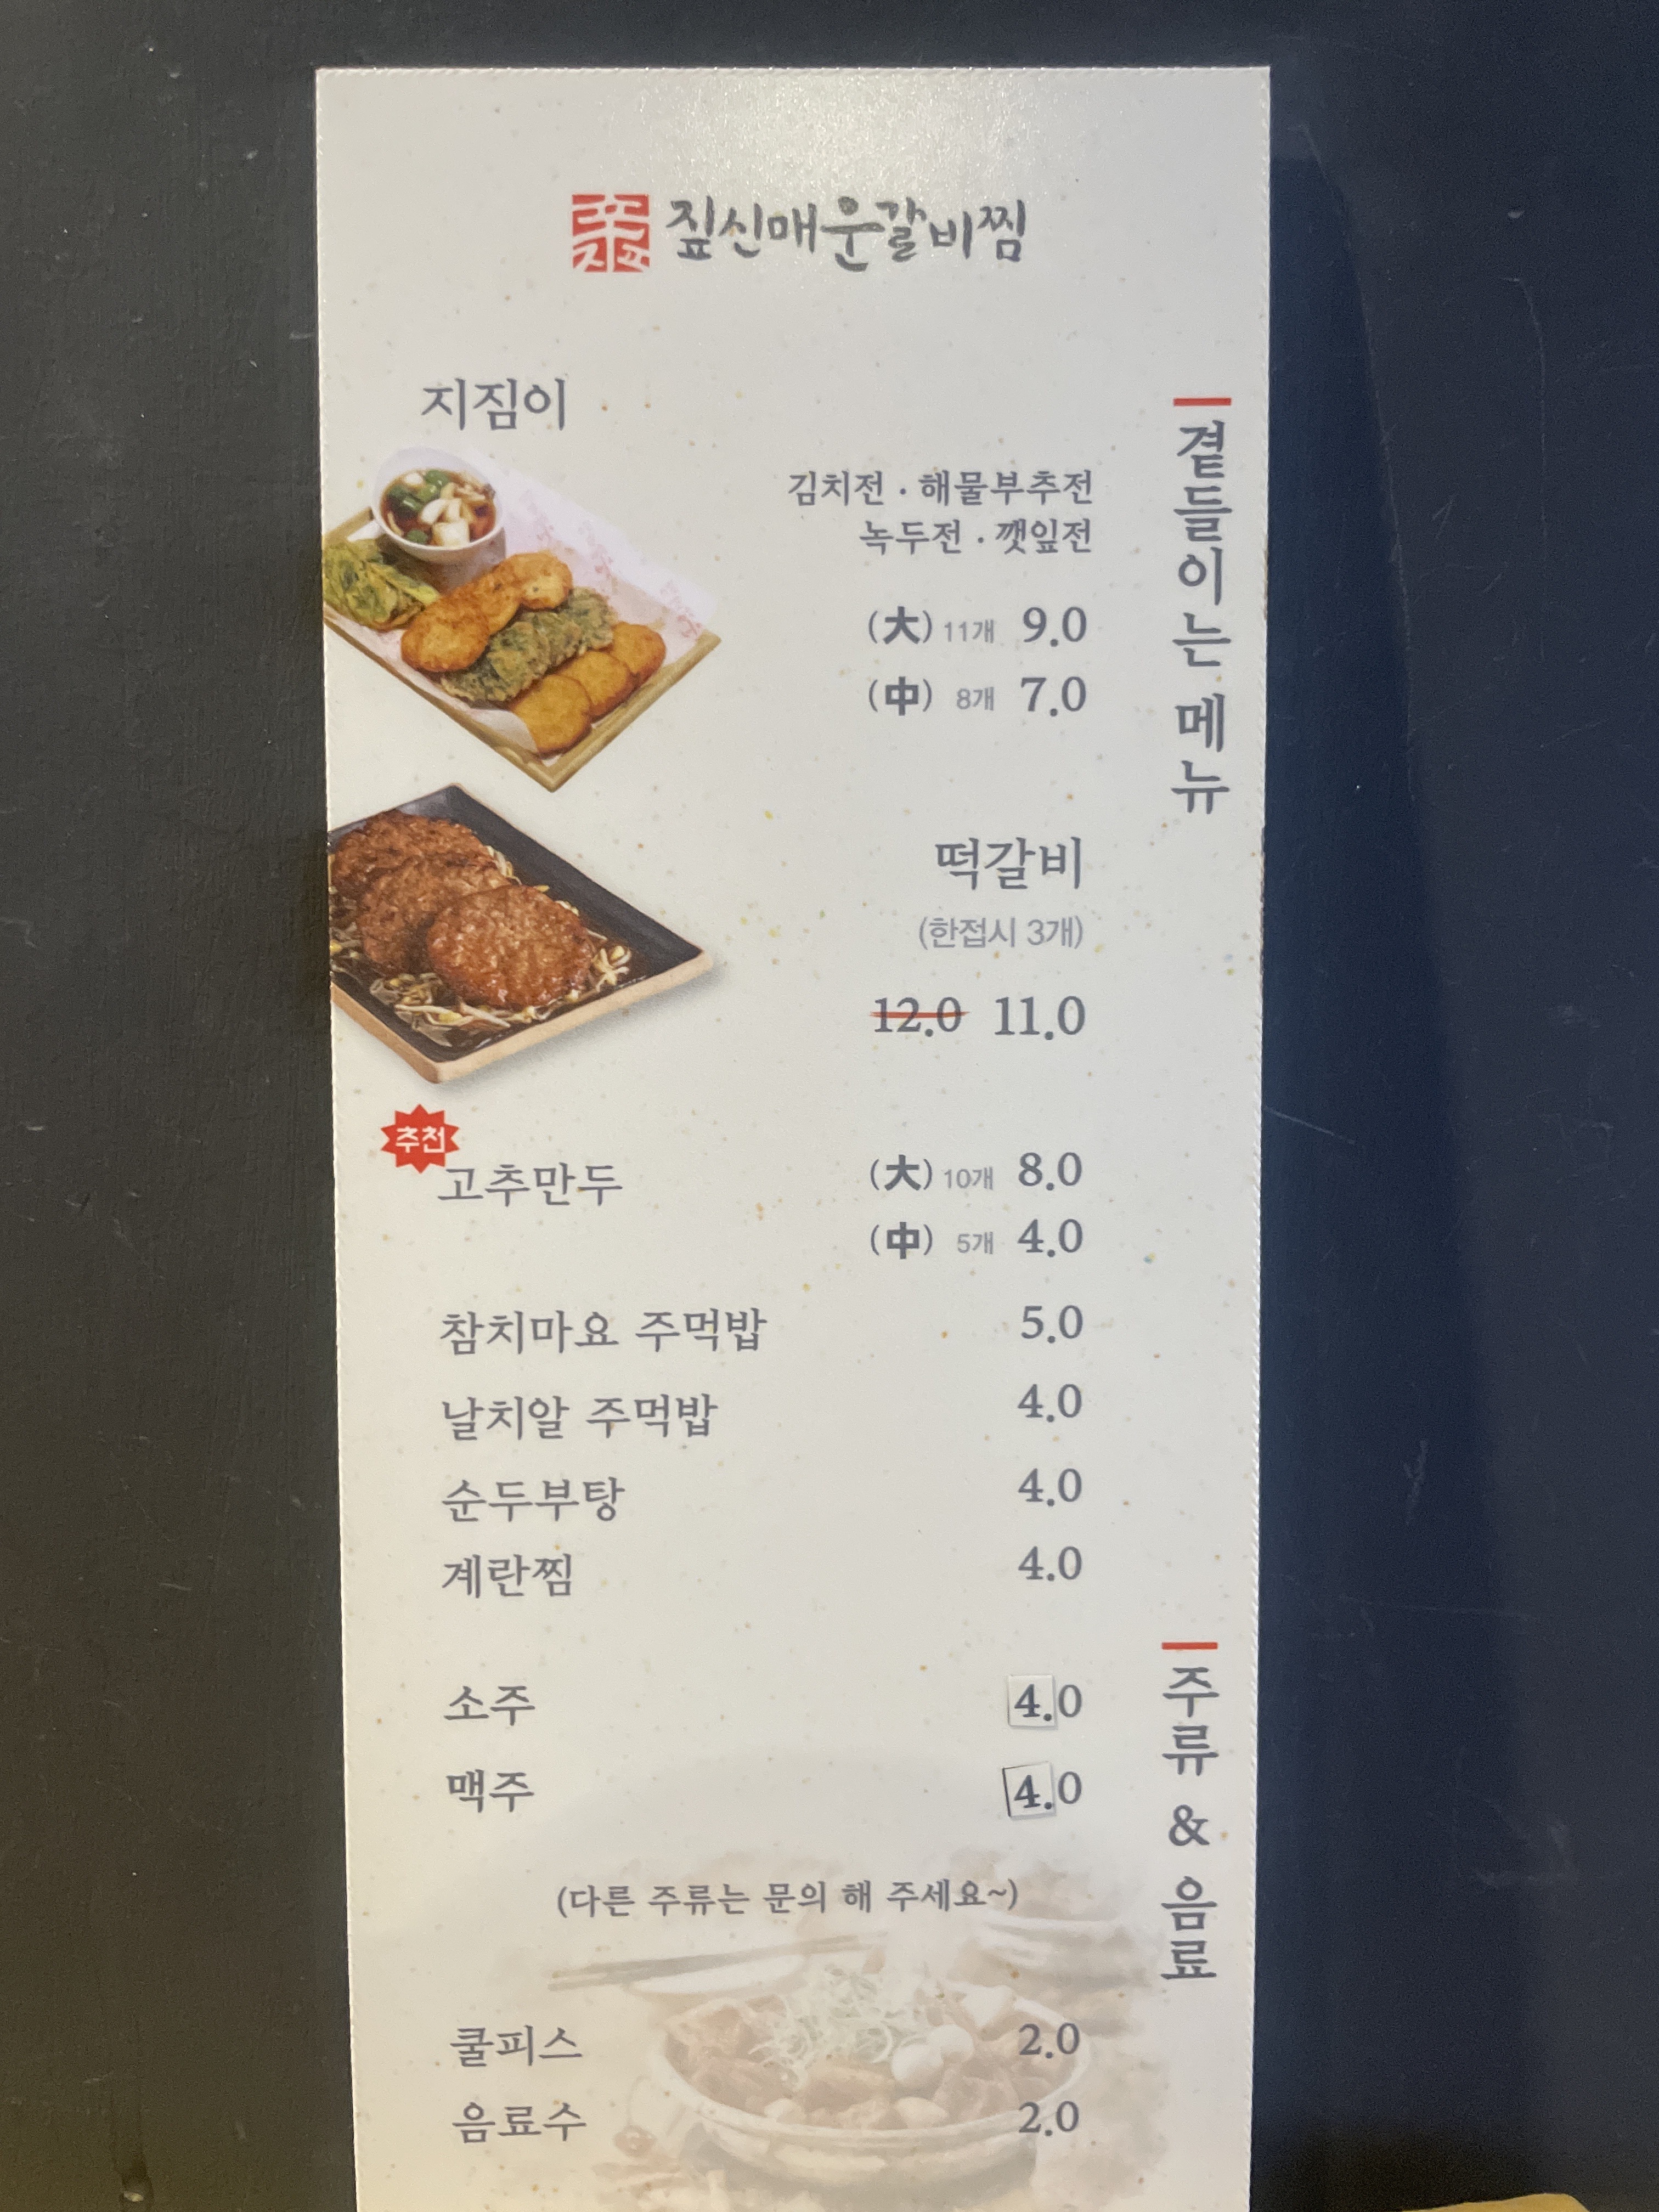 짚신매운갈비찜
곁들이는 메뉴
지짐이
김치전 · 해물부추전
녹두전 · 깻잎전
(大) 11개 9.0
(中) 8개 7.0
떡갈비
(한접시 3개)
12.0 11.0
추천
고추만두 (大) 10개 8.0
(中) 5개 4.0
참치마요 주먹밥 5.0
날치알 주먹밥 4.0
순두부탕 4.0
계란찜 4.0
주류 & 음료
소주 4.0
맥주 4.0
(다른 주류는 문의 해 주세요~)
쿨피스 2.0
음료수 2.0